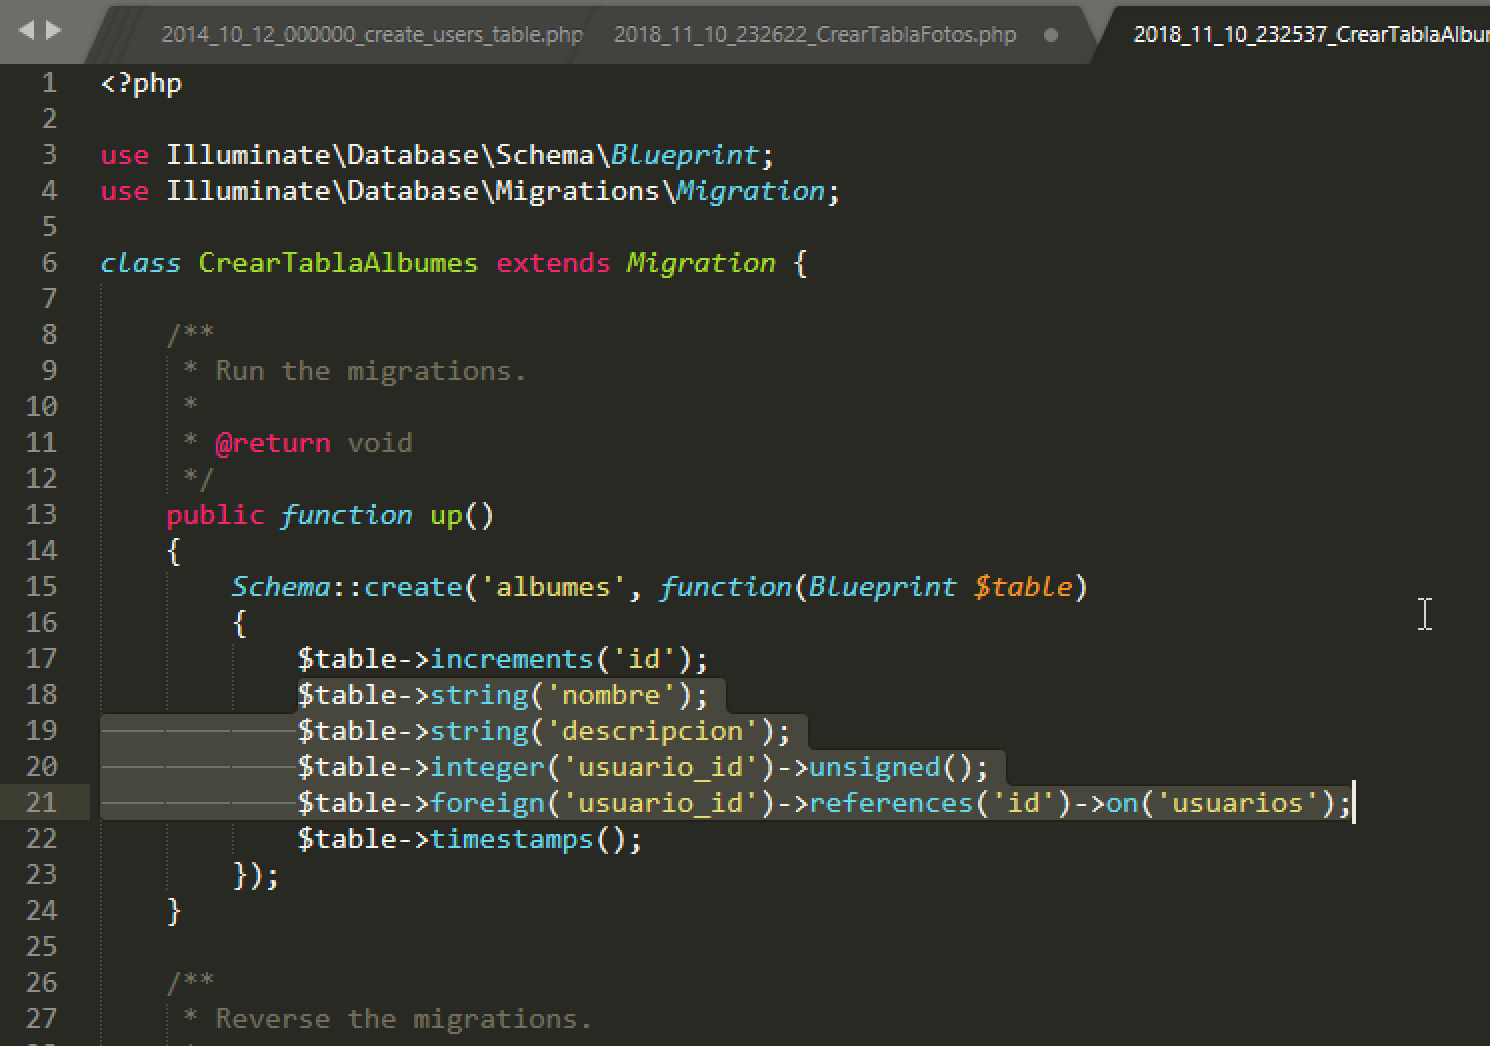 2014_10_12_000000_create_users_table.php
2018_11_10_232622_CrearTablaFotos.php
2018_11_10_232537_CrearTablaAlbu
1 <?php
2
3 use Illuminate\Database\Schema\Blueprint;
4 use Illuminate\Database\Migrations\Migration;
5
6 class CrearTablaAlbumes extends Migration {
7
8 /**
9 * Run the migrations.
10 *
11 * @return void
12 */
13 public function up()
14 {
15 Schema::create('albumes', function(Blueprint $table)
16 {
17 $table->increments('id');
18 $table->string('nombre');
19 $table->string('descripcion');
20 $table->integer('usuario_id')->unsigned();
21 $table->foreign('usuario_id')->references('id')->on('usuarios');
22 $table->timestamps();
23 });
24 }
25
26 /**
27 * Reverse the migrations.